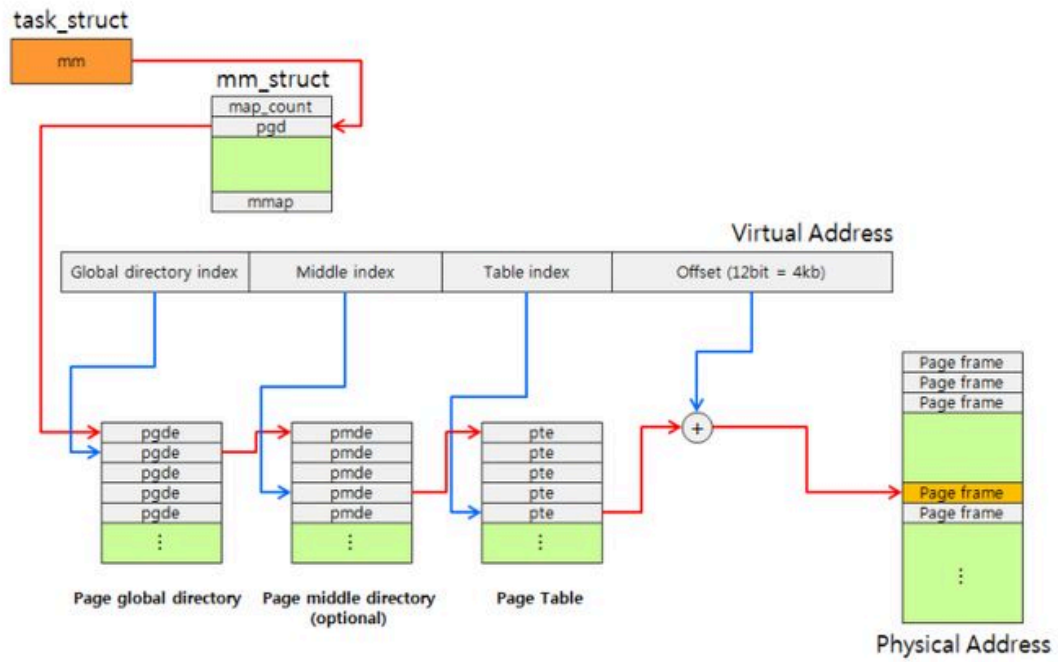 task_struct
mm
mm_struct
map_count
pgd
mmap
Virtual Address
Global directory index
Middle index
Table index
Offset (12bit = 4kb)
Page frame
Page frame
Page frame
Page frame
Page frame
⋮
Physical Address
pgde
pgde
pgde
pgde
pgde
⋮
Page global directory
pmde
pmde
pmde
pmde
pmde
⋮
Page middle directory
(optional)
pte
pte
pte
pte
pte
⋮
Page Table
+